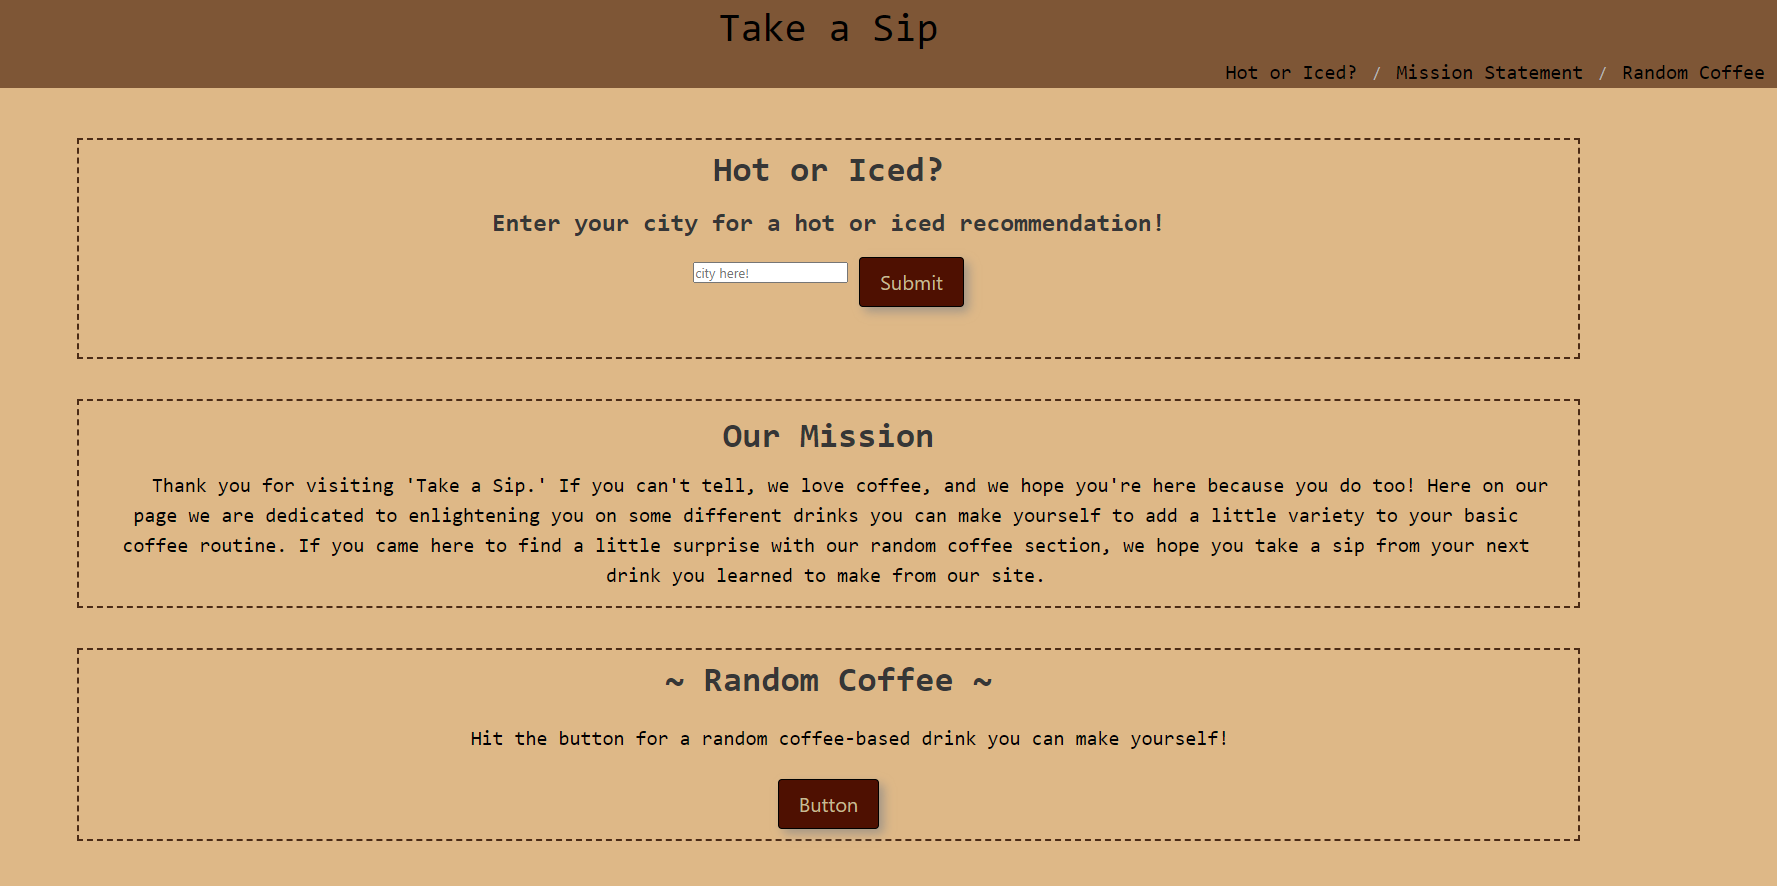 Take a Sip
Hot or Iced? / Mission Statement / Random Coffee
Hot or Iced?
Enter your city for a hot or iced recommendation!
city here! Submit
Our Mission
Thank you for visiting 'Take a Sip.' If you can't tell, we love coffee, and we hope you're here because you do too! Here on our
page we are dedicated to enlightening you on some different drinks you can make yourself to add a little variety to your basic
coffee routine. If you came here to find a little surprise with our random coffee section, we hope you take a sip from your next
drink you learned to make from our site.
~ Random Coffee ~
Hit the button for a random coffee-based drink you can make yourself!
Button